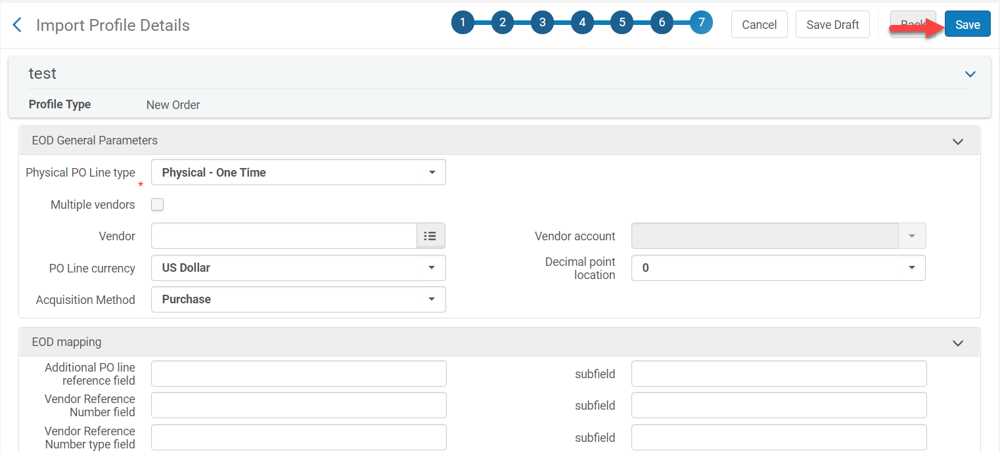 Import Profile Details
1 2 3 4 5 6 7
Cancel Save Draft Back Save
test
Profile Type New Order
EOD General Parameters
Physical PO Line type * Physical - One Time
Multiple vendors
Vendor Vendor account
PO Line currency US Dollar Decimal point
location 0
Acquisition Method Purchase
EOD mapping
Additional PO line
reference field subfield
Vendor Reference
Number field subfield
Vendor Reference
Number type field subfield